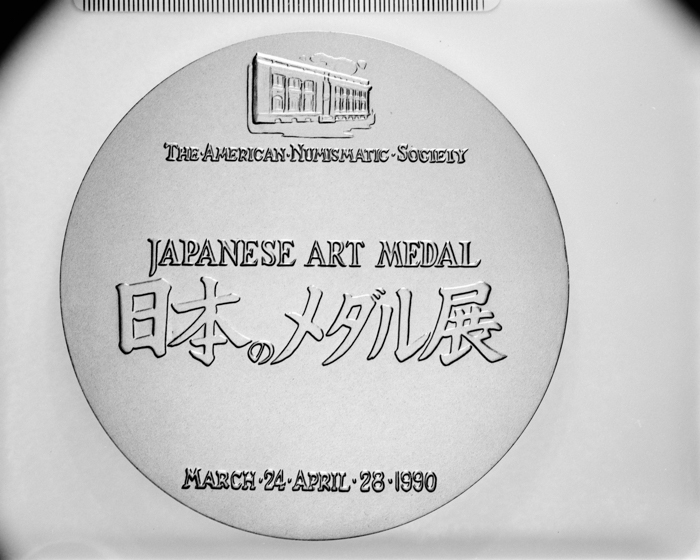 THE·AMERICAN·NUMISMATIC·SOCIETY
JAPANESE ART MEDAL
日本のメダル展
MARCH·24·APRIL·28·1990